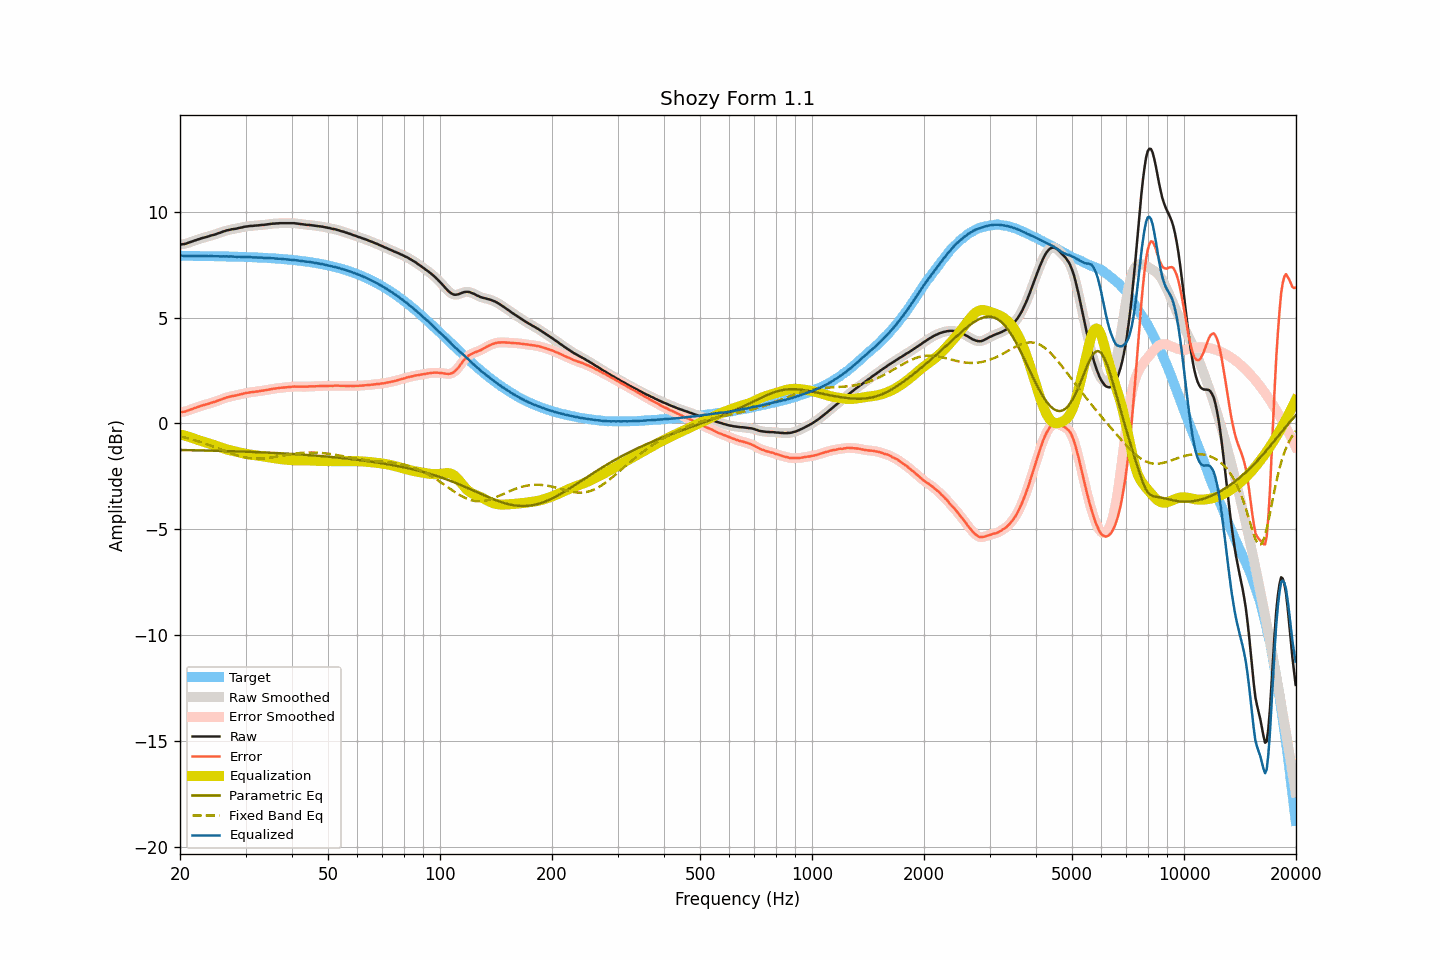 Shozy Form 1.1
Amplitude (dBr)
10
5
0
−5
−10
−15
−20
Target
Raw Smoothed
Error Smoothed
Raw
Error
Equalization
Parametric Eq
Fixed Band Eq
Equalized
20 50 100 200 500 1000 2000 5000 10000 20000
Frequency (Hz)